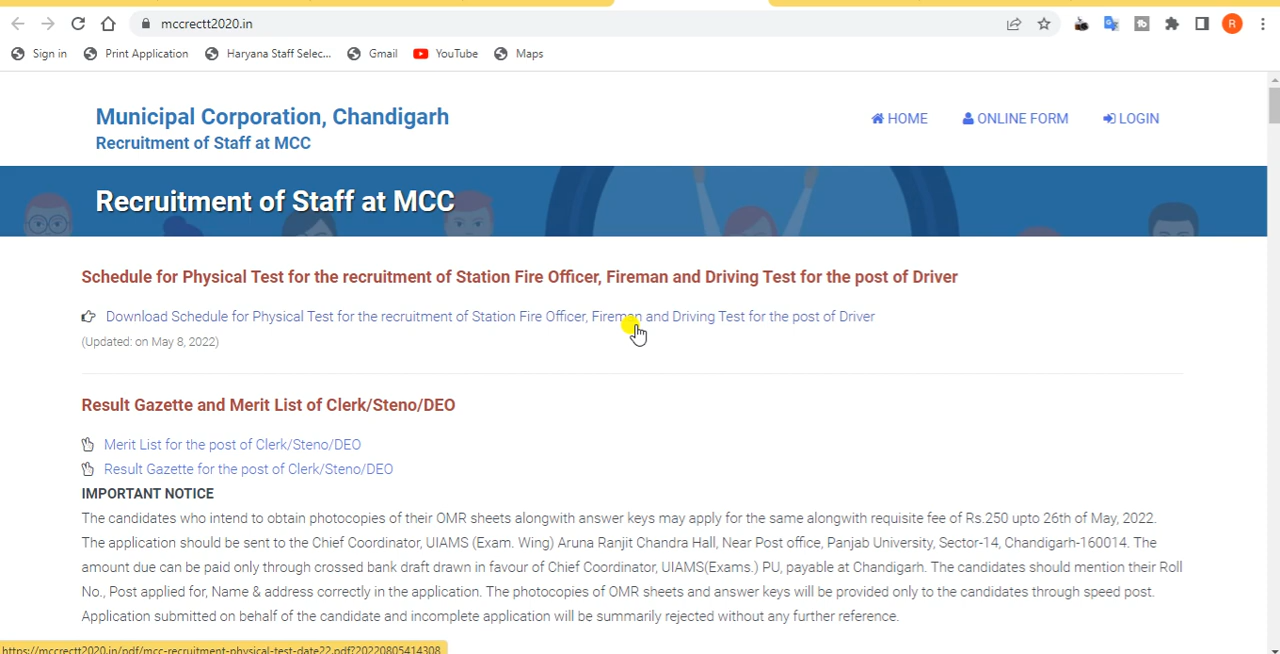 mccrectt2020.in
R
Sign in
Print Application
Haryana Staff Selec...
Gmail
YouTube
Maps
Municipal Corporation, Chandigarh
Recruitment of Staff at MCC
HOME
ONLINE FORM
LOGIN
Recruitment of Staff at MCC
Schedule for Physical Test for the recruitment of Station Fire Officer, Fireman and Driving Test for the post of Driver
Download Schedule for Physical Test for the recruitment of Station Fire Officer, Fireman and Driving Test for the post of Driver
(Updated: on May 8, 2022)
Result Gazette and Merit List of Clerk/Steno/DEO
Merit List for the post of Clerk/Steno/DEO
Result Gazette for the post of Clerk/Steno/DEO
IMPORTANT NOTICE
The candidates who intend to obtain photocopies of their OMR sheets alongwith answer keys may apply for the same alongwith requisite fee of Rs.250 upto 26th of May, 2022.
The application should be sent to the Chief Coordinator, UIAMS (Exam. Wing) Aruna Ranjit Chandra Hall, Near Post office, Panjab University, Sector-14, Chandigarh-160014. The
amount due can be paid only through crossed bank draft drawn in favour of Chief Coordinator, UIAMS(Exams.) PU, payable at Chandigarh. The candidates should mention their Roll
No., Post applied for, Name & address correctly in the application. The photocopies of OMR sheets and answer keys will be provided only to the candidates through speed post.
Application submitted on behalf of the candidate and incomplete application will be summarily rejected without any further reference.
https://mccrectt2020.in/pdf/mcc-recruitment-physical-test-date22.pdf?20220805414308